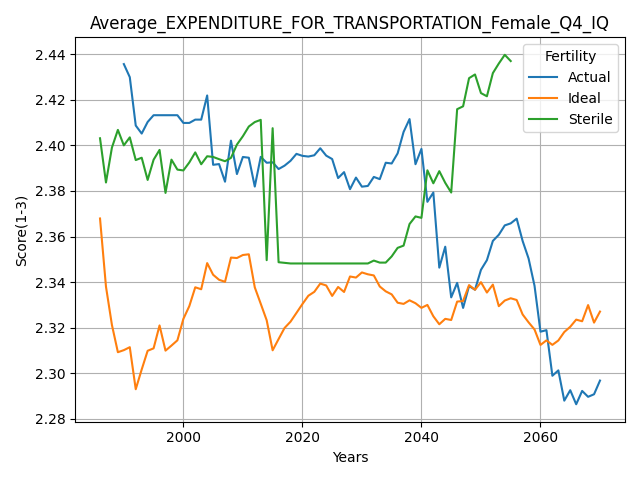 Average_EXPENDITURE_FOR_TRANSPORTATION_Female_Q4_IQ
Fertility
Actual
Ideal
Sterile
Score(1-3)
2.44
2.42
2.40
2.38
2.36
2.34
2.32
2.30
2.28
2000 2020 2040 2060
Years